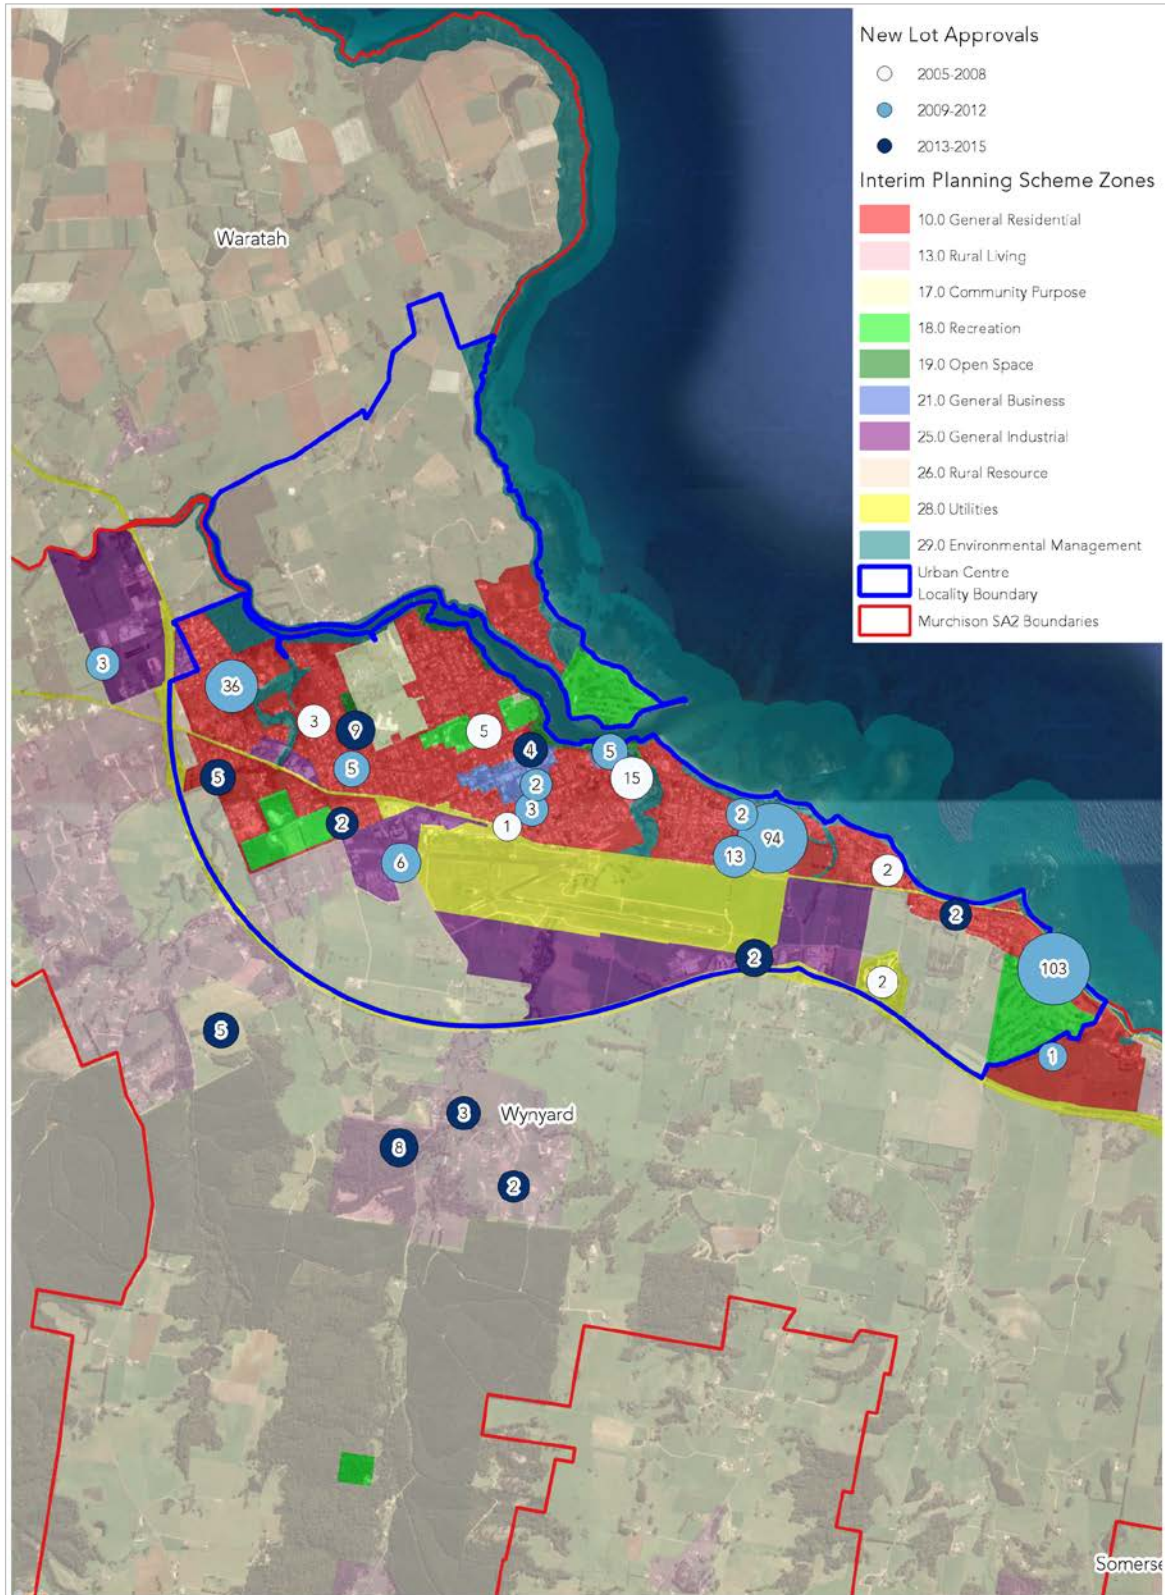 New Lot Approvals
2005-2008
2009-2012
2013-2015
Interim Planning Scheme Zones
10.0 General Residential
13.0 Rural Living
17.0 Community Purpose
18.0 Recreation
19.0 Open Space
21.0 General Business
25.0 General Industrial
26.0 Rural Resource
28.0 Utilities
29.0 Environmental Management
Urban Centre
Locality Boundary
Murchison SA2 Boundaries
Waratah
3
36
3
9
5
5
4
5
5
2
15
5
2
3
1
2
94
13
6
2
2
2
103
2
2
1
5
3
Wynyard
8
2
Somerse